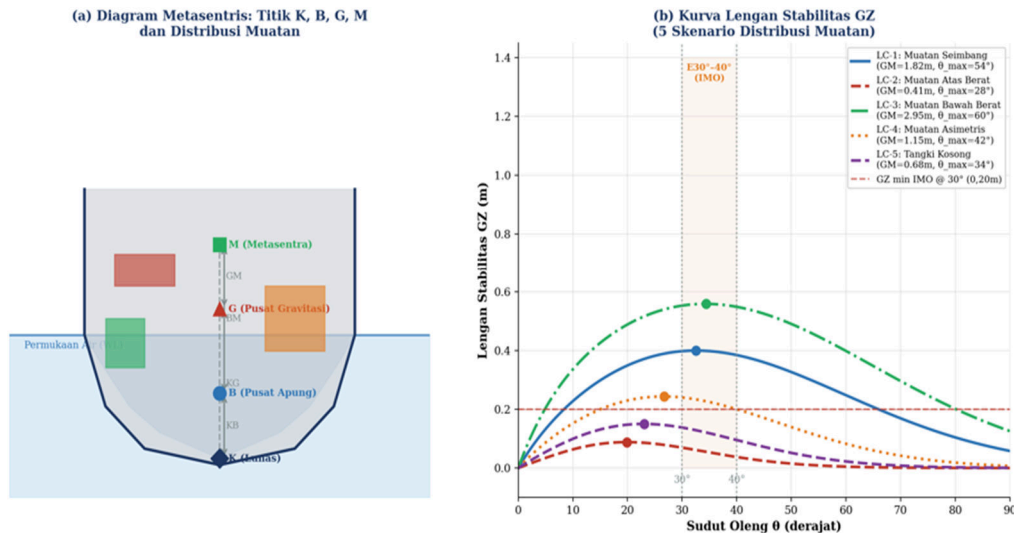 (a) Diagram Metasentris: Titik K, B, G, M
dan Distribusi Muatan
M (Metasentra)
GM
G (Pusat Gravitasi)
BM
Permukaan
KG
B (Pusat Apung)
KB
K (Lunas)
(b) Kurva Lengan Stabilitas GZ
(5 Skenario Distribusi Muatan)
Lengan Stabilitas GZ (m)
1.4
1.2
1.0
0.8
0.6
0.4
0.2
0.0
E30°–40°
(IMO)
LC-1: Muatan Seimbang
(GM=1.82m, θ_max=54°)
LC-2: Muatan Atas Berat
(GM=0.41m, θ_max=28°)
LC-3: Muatan Bawah Berat
(GM=2.95m, θ_max=60°)
LC-4: Muatan Asimetris
(GM=1.15m, θ_max=42°)
LC-5: Tangki Kosong
(GM=0.68m, θ_max=34°)
GZ min IMO @ 30° (0,20m)
30°
40°
0 10 20 30 40 50 60 70 80 90
Sudut Oleng θ (derajat)